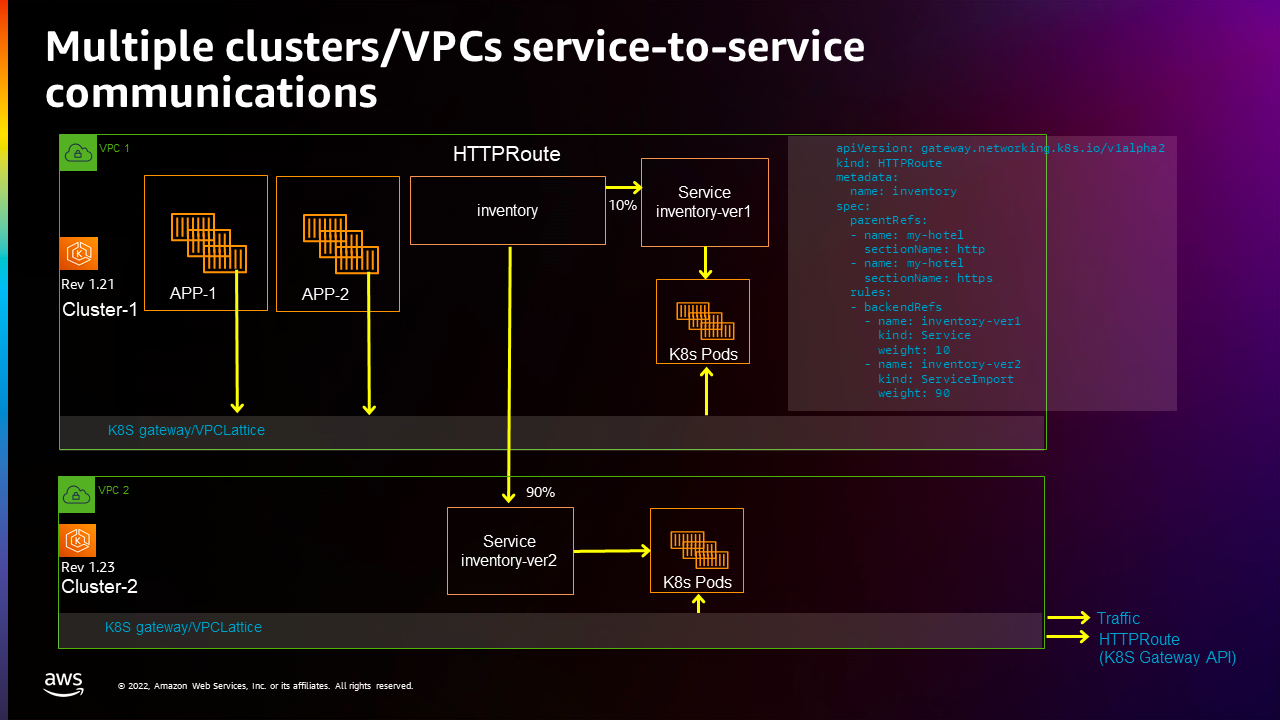 Multiple clusters/VPCs service-to-service
communications
VPC 1
Rev 1.21
Cluster-1
APP-1
APP-2
HTTPRoute
inventory
10%
Service
inventory-ver1
K8s Pods
K8S gateway/VPCLattice
apiVersion: gateway.networking.k8s.io/v1alpha2
kind: HTTPRoute
metadata:
  name: inventory
spec:
  parentRefs:
  - name: my-hotel
    sectionName: http
  - name: my-hotel
    sectionName: https
  rules:
  - backendRefs
    - name: inventory-ver1
      kind: Service
      weight: 10
    - name: inventory-ver2
      kind: ServiceImport
      weight: 90
VPC 2
Rev 1.23
Cluster-2
90%
Service
inventory-ver2
K8s Pods
K8S gateway/VPCLattice
Traffic
HTTPRoute
(K8S Gateway API)
aws
© 2022, Amazon Web Services, Inc. or its affiliates. All rights reserved.